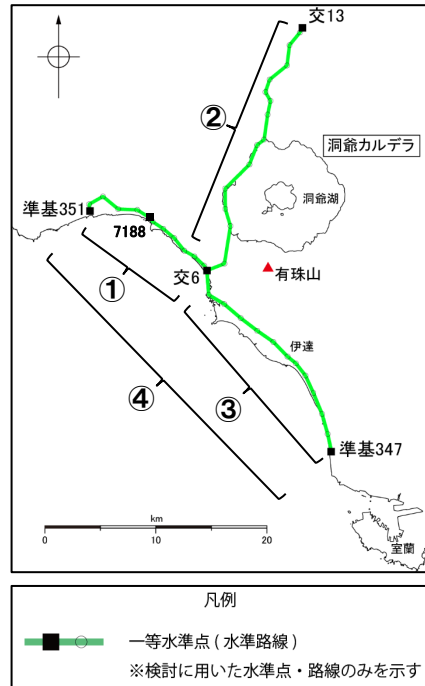 交13
②
洞爺カルデラ
洞爺湖
準基351
7188
交6
有珠山
①
伊達
④
③
準基347
km
0
10
20
室蘭
凡例
一等水準点 ( 水準路線 )
※検討に用いた水準点・路線のみを示す